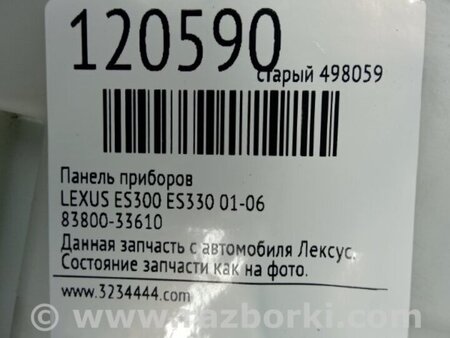 120590
старый 498059
Панель приборов
LEXUS ES300 ES330 01-06
83800-33610
Данная запчасть с автомобиля Лексус.
Состояние запчасти как на фото.
www.3234444.com
© www.razborki.com